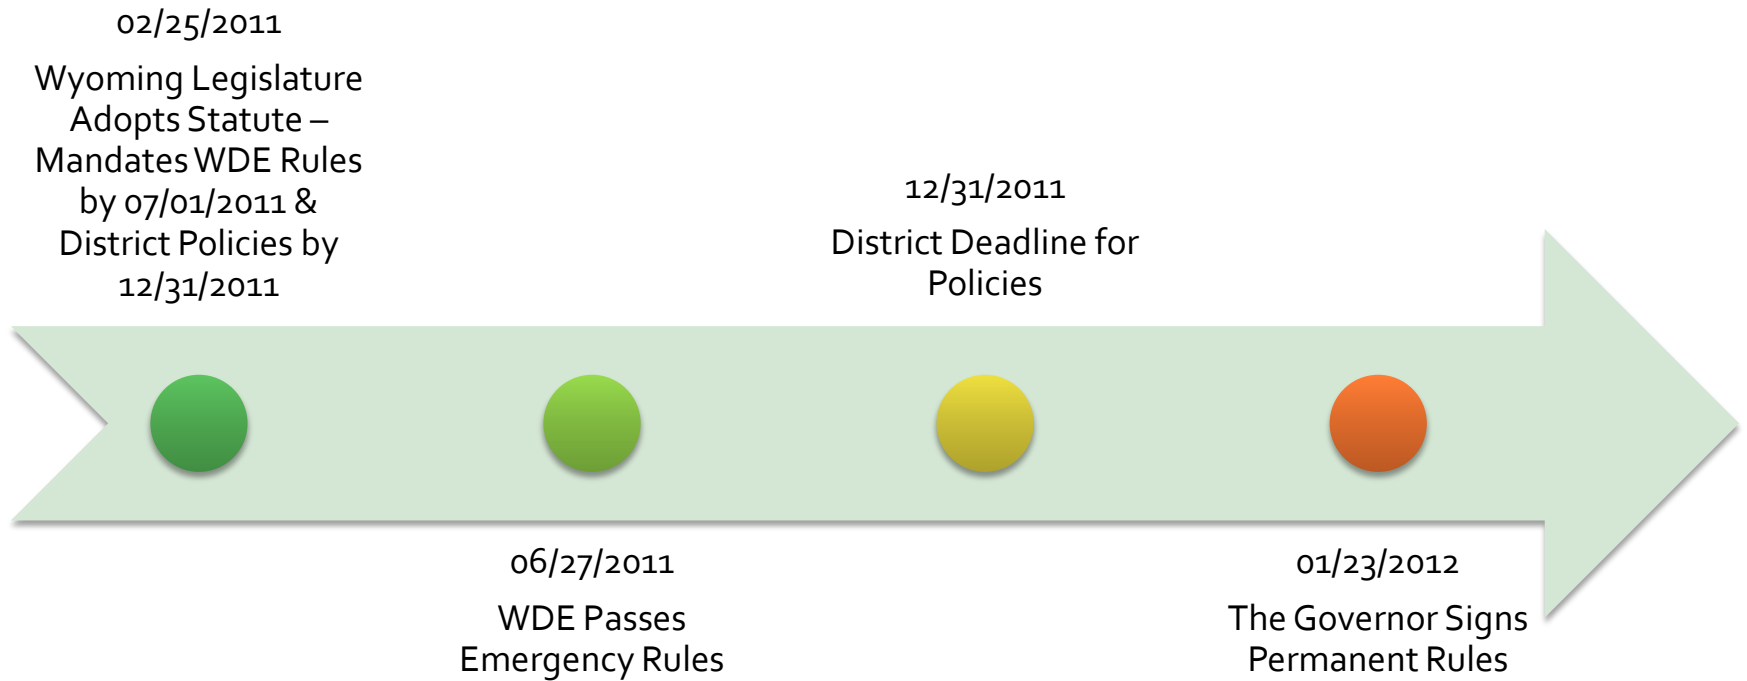 02/25/2011
Wyoming Legislature
Adopts Statute –
Mandates WDE Rules
by 07/01/2011 &
District Policies by
12/31/2011
06/27/2011
WDE Passes
Emergency Rules
12/31/2011
District Deadline for
Policies
01/23/2012
The Governor Signs
Permanent Rules